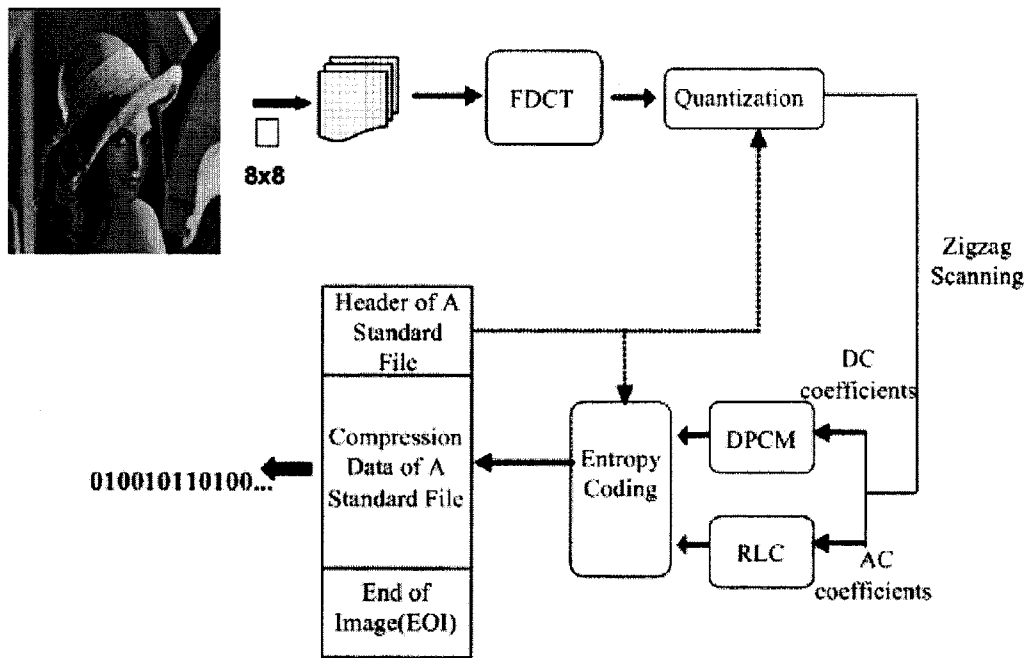 8x8
FDCT
Quantization
Zigzag
Scanning
DC
coefficients
AC
coefficients
DPCM
RLC
Entropy
Coding
Header of A
Standard
File
Compression
Data of A
Standard File
End of
Image(EOI)
010010110100...